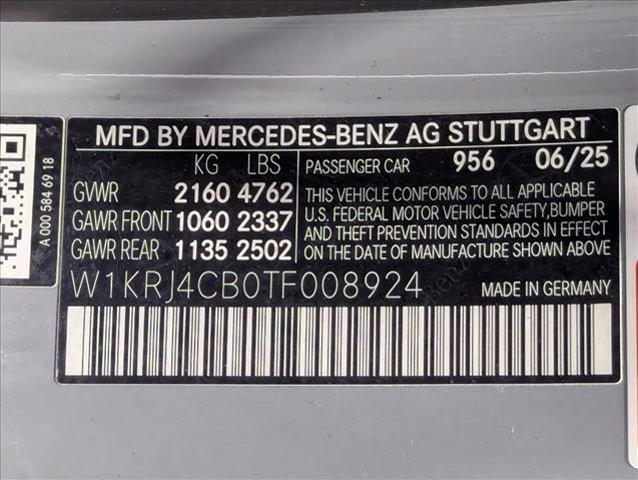 A 000 584 69 18
MFD BY MERCEDES-BENZ AG STUTTGART
KG LBS
GVWR 2160 4762
GAWR FRONT 1060 2337
GAWR REAR 1135 2502
PASSENGER CAR 956 06/25
THIS VEHICLE CONFORMS TO ALL APPLICABLE
U.S. FEDERAL MOTOR VEHICLE SAFETY, BUMPER
AND THEFT PREVENTION STANDARDS IN EFFECT
ON THE DATE OF MANUFACTURE SHOWN ABOVE.
W1KRJ4CB0TF008924
MADE IN GERMANY